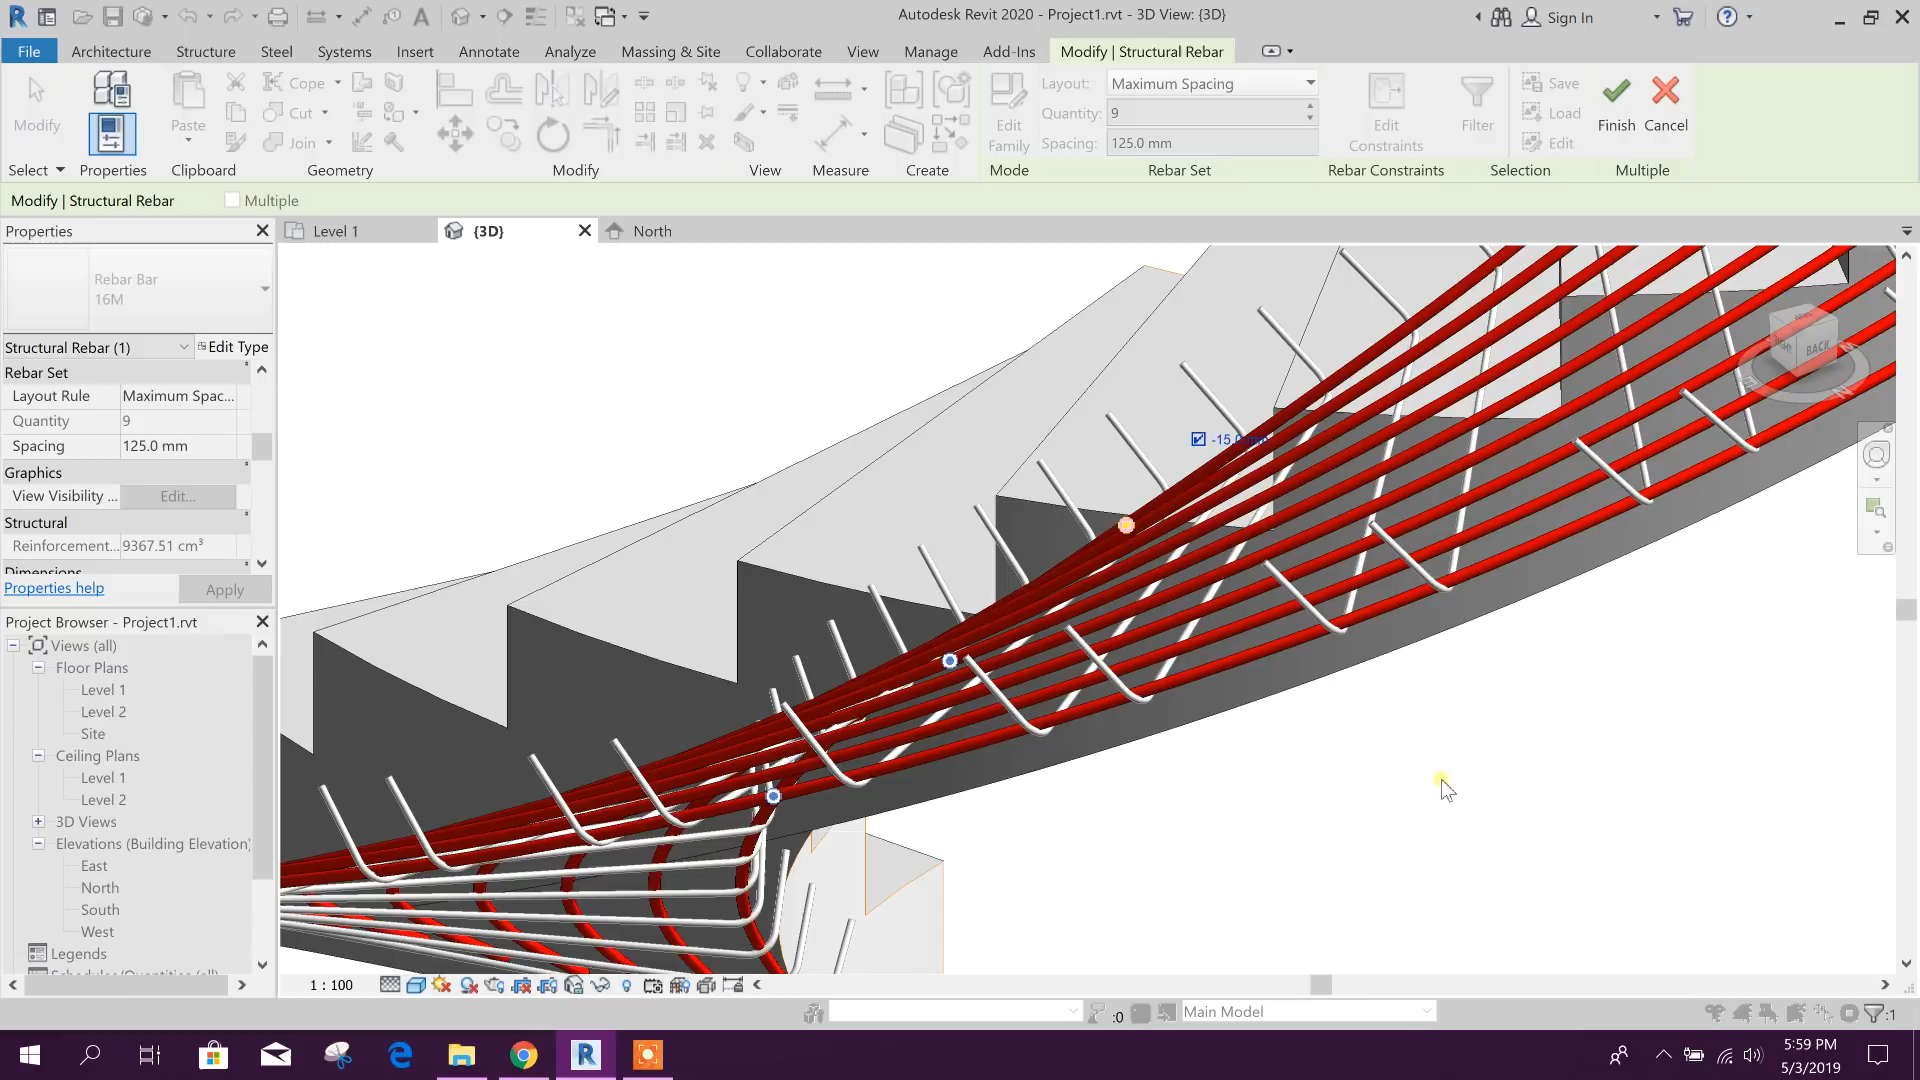 Autodesk Revit 2020 - Project1.rvt - 3D View: {3D}
Sign In
File Architecture Structure Steel Systems Insert Annotate Analyze Massing & Site Collaborate View Manage Add-Ins Modify | Structural Rebar
Modify
Paste
Cope
Cut
Join
Edit Family
Layout: Maximum Spacing
Quantity: 9
Spacing: 125.0 mm
Edit Constraints
Filter
Save
Load
Edit
Finish Cancel
Select Properties Clipboard Geometry Modify View Measure Create Mode Rebar Set Rebar Constraints Selection Multiple
Modify | Structural Rebar Multiple
Properties
Level 1 {3D} North
Rebar Bar
16M
Structural Rebar (1) Edit Type
Rebar Set
Layout Rule Maximum Spac...
Quantity 9
Spacing 125.0 mm
Graphics
View Visibility ... Edit...
Structural
Reinforcement... 9367.51 cm³
Dimensions
Properties help Apply
-15.0
BACK
Project Browser - Project1.rvt
Views (all)
Floor Plans
Level 1
Level 2
Site
Ceiling Plans
Level 1
Level 2
3D Views
Elevations (Building Elevation)
East
North
South
West
Legends
Schedules/Quantities (all)
1 : 100
:0
Main Model
:1
5:59 PM
5/3/2019